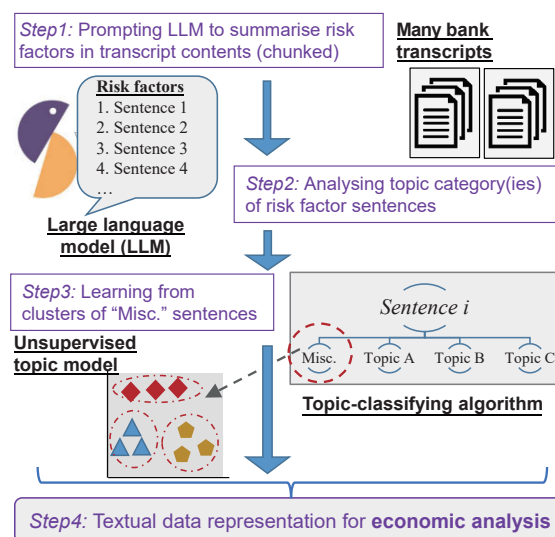 Step1: Prompting LLM to summarise risk
factors in transcript contents (chunked)
Many bank
transcripts
Risk factors
1. Sentence 1
2. Sentence 2
3. Sentence 3
4. Sentence 4
…
Large language
model (LLM)
Step2: Analysing topic category(ies)
of risk factor sentences
Step3: Learning from
clusters of “Misc.” sentences
Sentence i
Misc.
Topic A
Topic B
Topic C
Topic-classifying algorithm
Unsupervised
topic model
Step4: Textual data representation for economic analysis